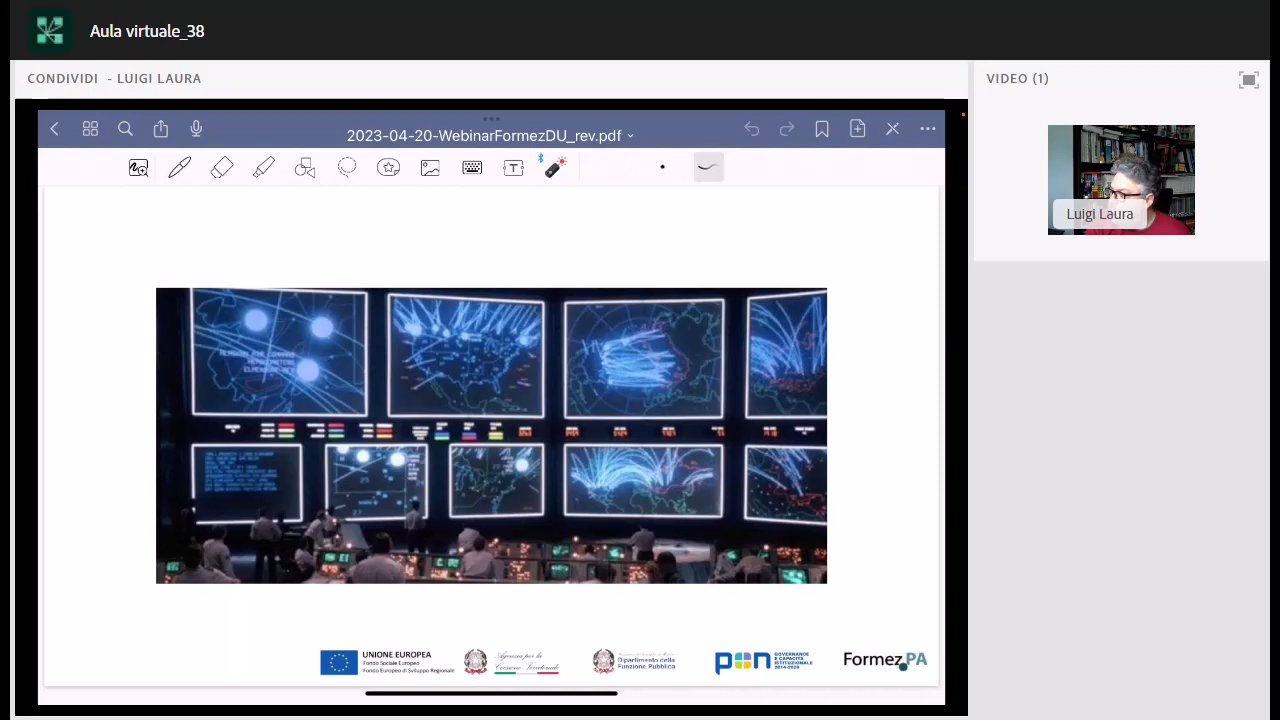 Aula virtuale_38
CONDIVIDI - LUIGI LAURA
VIDEO (1)
2023-04-20-WebinarFormezDU_rev.pdf
T
Luigi Laura
UNIONE EUROPEA
Fondo Sociale Europeo
Fondo Europeo di Sviluppo Regionale
Agenzia per la
Coesione Territoriale
Dipartimento della
Funzione Pubblica
pon
GOVERNANCE
E CAPACITÀ
ISTITUZIONALE
2014-2020
Formez PA